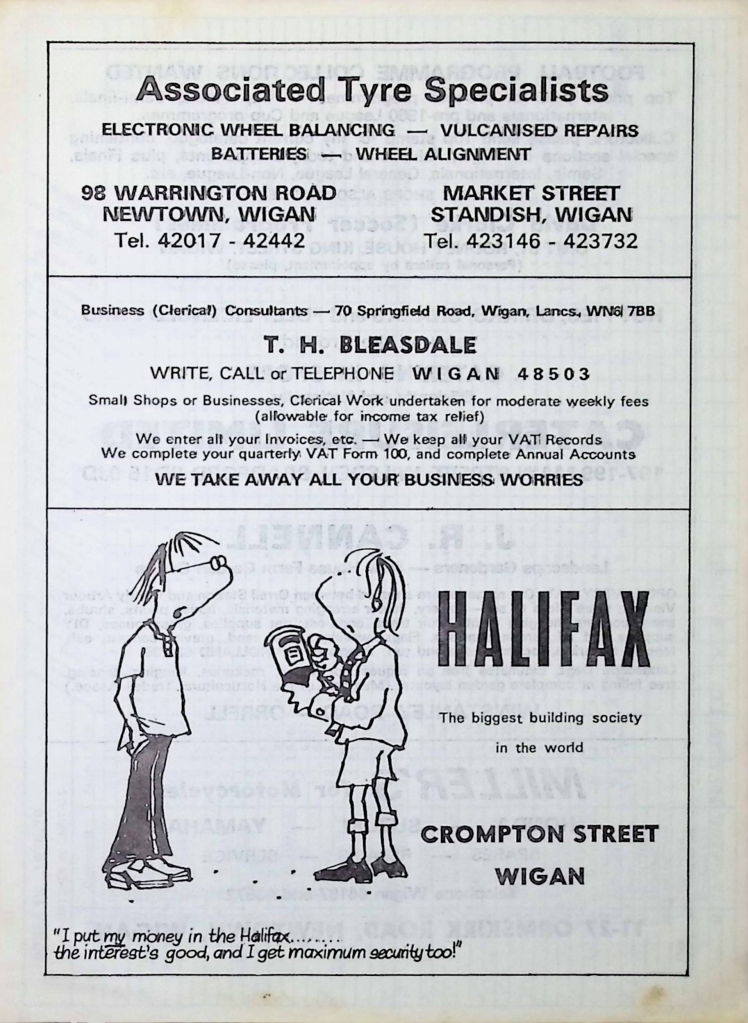 Associated Tyre Specialists
ELECTRONIC WHEEL BALANCING — VULCANISED REPAIRS
BATTERIES — WHEEL ALIGNMENT
98 WARRINGTON ROAD
NEWTOWN, WIGAN
Tel. 42017 - 42442
MARKET STREET
STANDISH, WIGAN
Tel. 423146 - 423732
Business (Clerical) Consultants — 70 Springfield Road, Wigan, Lancs., WN6 7BB
T. H. BLEASDALE
WRITE, CALL or TELEPHONE WIGAN 48503
Small Shops or Businesses, Clerical Work undertaken for moderate weekly fees
(allowable for income tax relief)
We enter all your Invoices, etc. — We keep all your VAT Records
We complete your quarterly VAT Form 100, and complete Annual Accounts
WE TAKE AWAY ALL YOUR BUSINESS WORRIES
HALIFAX
The biggest building society
in the world
CROMPTON STREET
WIGAN
"I put my money in the Halifax........
the interest's good, and I get maximum security too!"